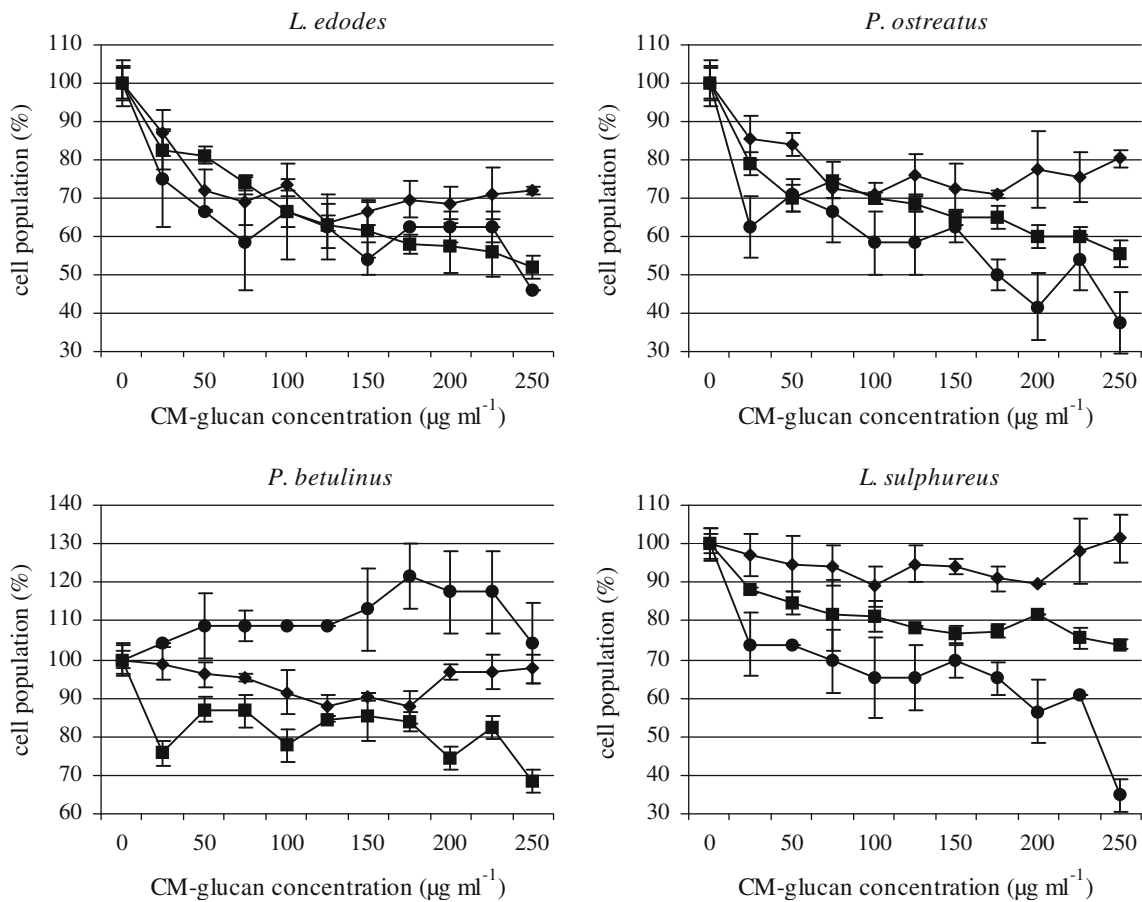 L. edodes
110
100
90
80
70
60
50
40
30
cell population (%)
0 50 100 150 200 250
CM-glucan concentration (µg ml⁻¹)
P. ostreatus
110
100
90
80
70
60
50
40
30
cell population (%)
0 50 100 150 200 250
CM-glucan concentration (µg ml⁻¹)
P. betulinus
140
130
120
110
100
90
80
70
60
cell population (%)
0 50 100 150 200 250
CM-glucan concentration (µg ml⁻¹)
L. sulphureus
110
100
90
80
70
60
50
40
30
cell population (%)
0 50 100 150 200 250
CM-glucan concentration (µg ml⁻¹)